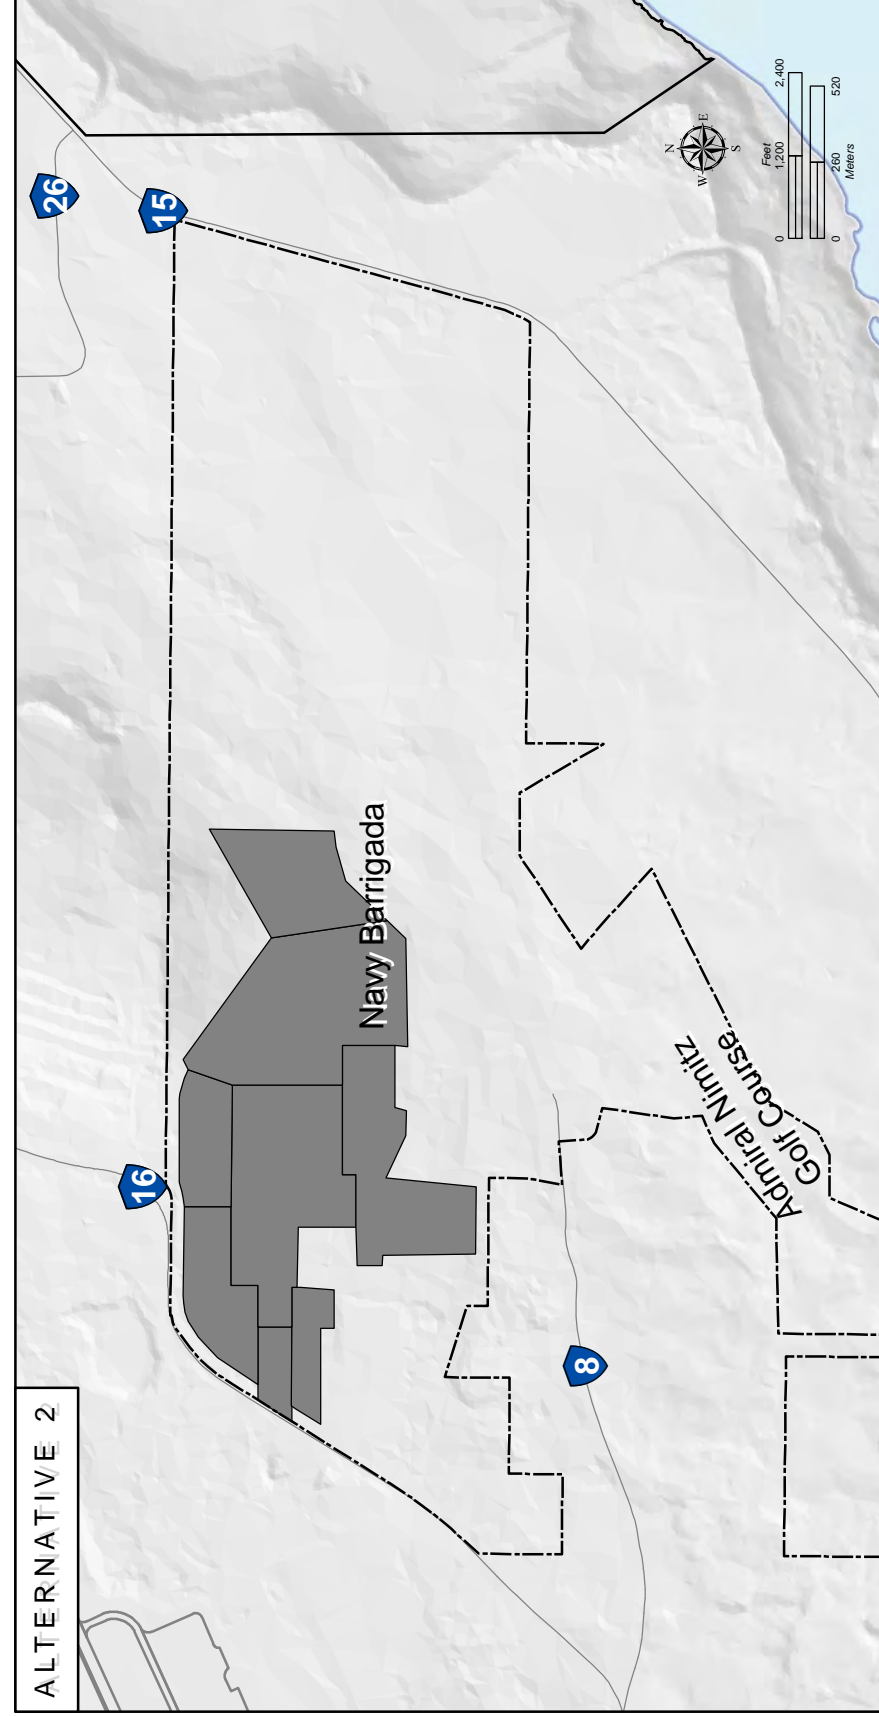 ALTERNATIVE 2
26
15
16
8
Navy Barrigada
Admiral Nimitz
Golf Course
N
W
E
S
Feet
0 1,200 2,400
0 260 520
Meters